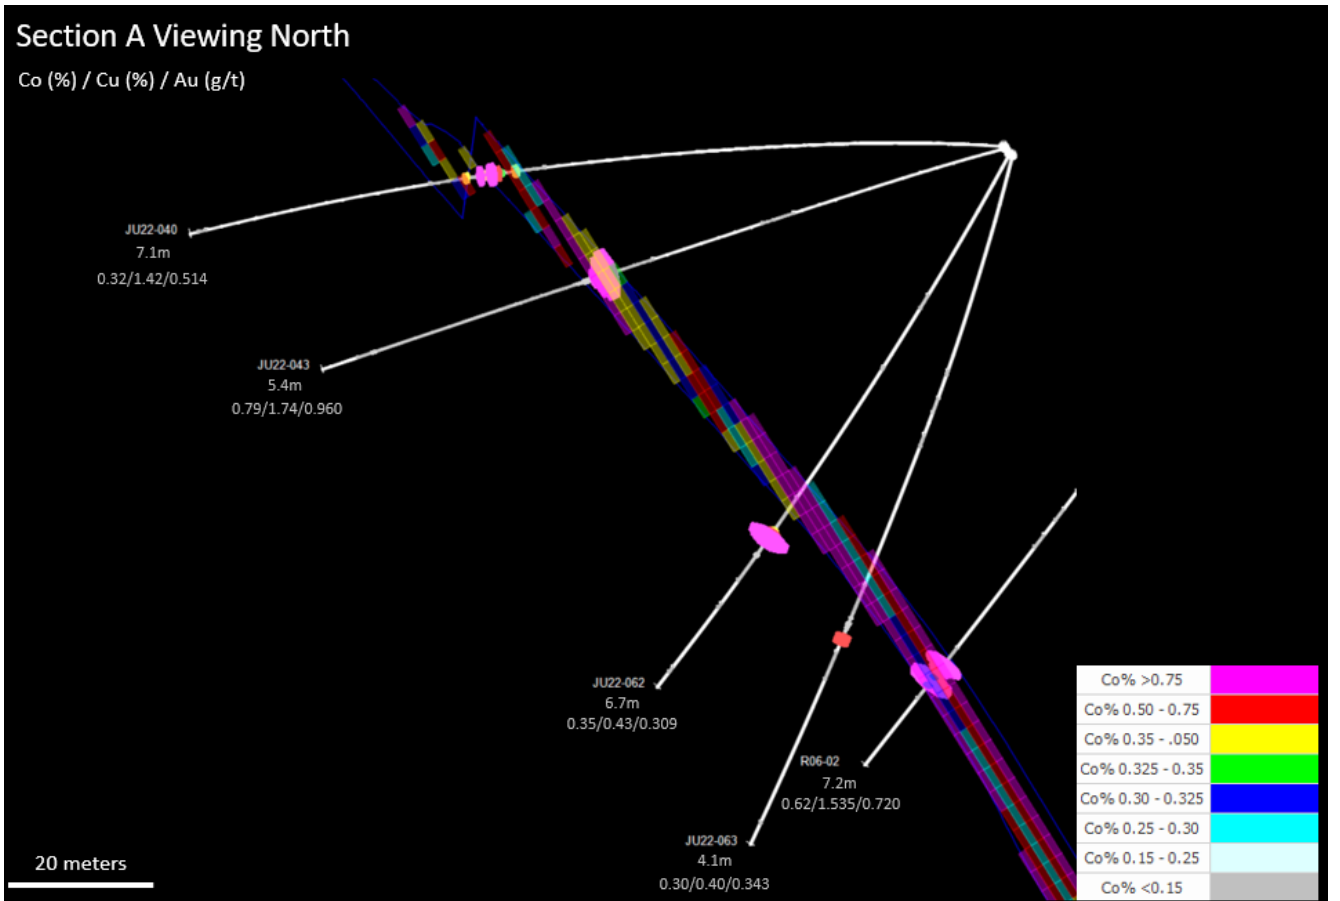 Section A Viewing North
Co (%) / Cu (%) / Au (g/t)
JU22-040
7.1m
0.32/1.42/0.514
JU22-043
5.4m
0.79/1.74/0.960
JU22-062
6.7m
0.35/0.43/0.309
R06-02
7.2m
0.62/1.535/0.720
JU22-063
4.1m
0.30/0.40/0.343
20 meters
Co% >0.75
Co% 0.50 - 0.75
Co% 0.35 - .050
Co% 0.325 - 0.35
Co% 0.30 - 0.325
Co% 0.25 - 0.30
Co% 0.15 - 0.25
Co% <0.15